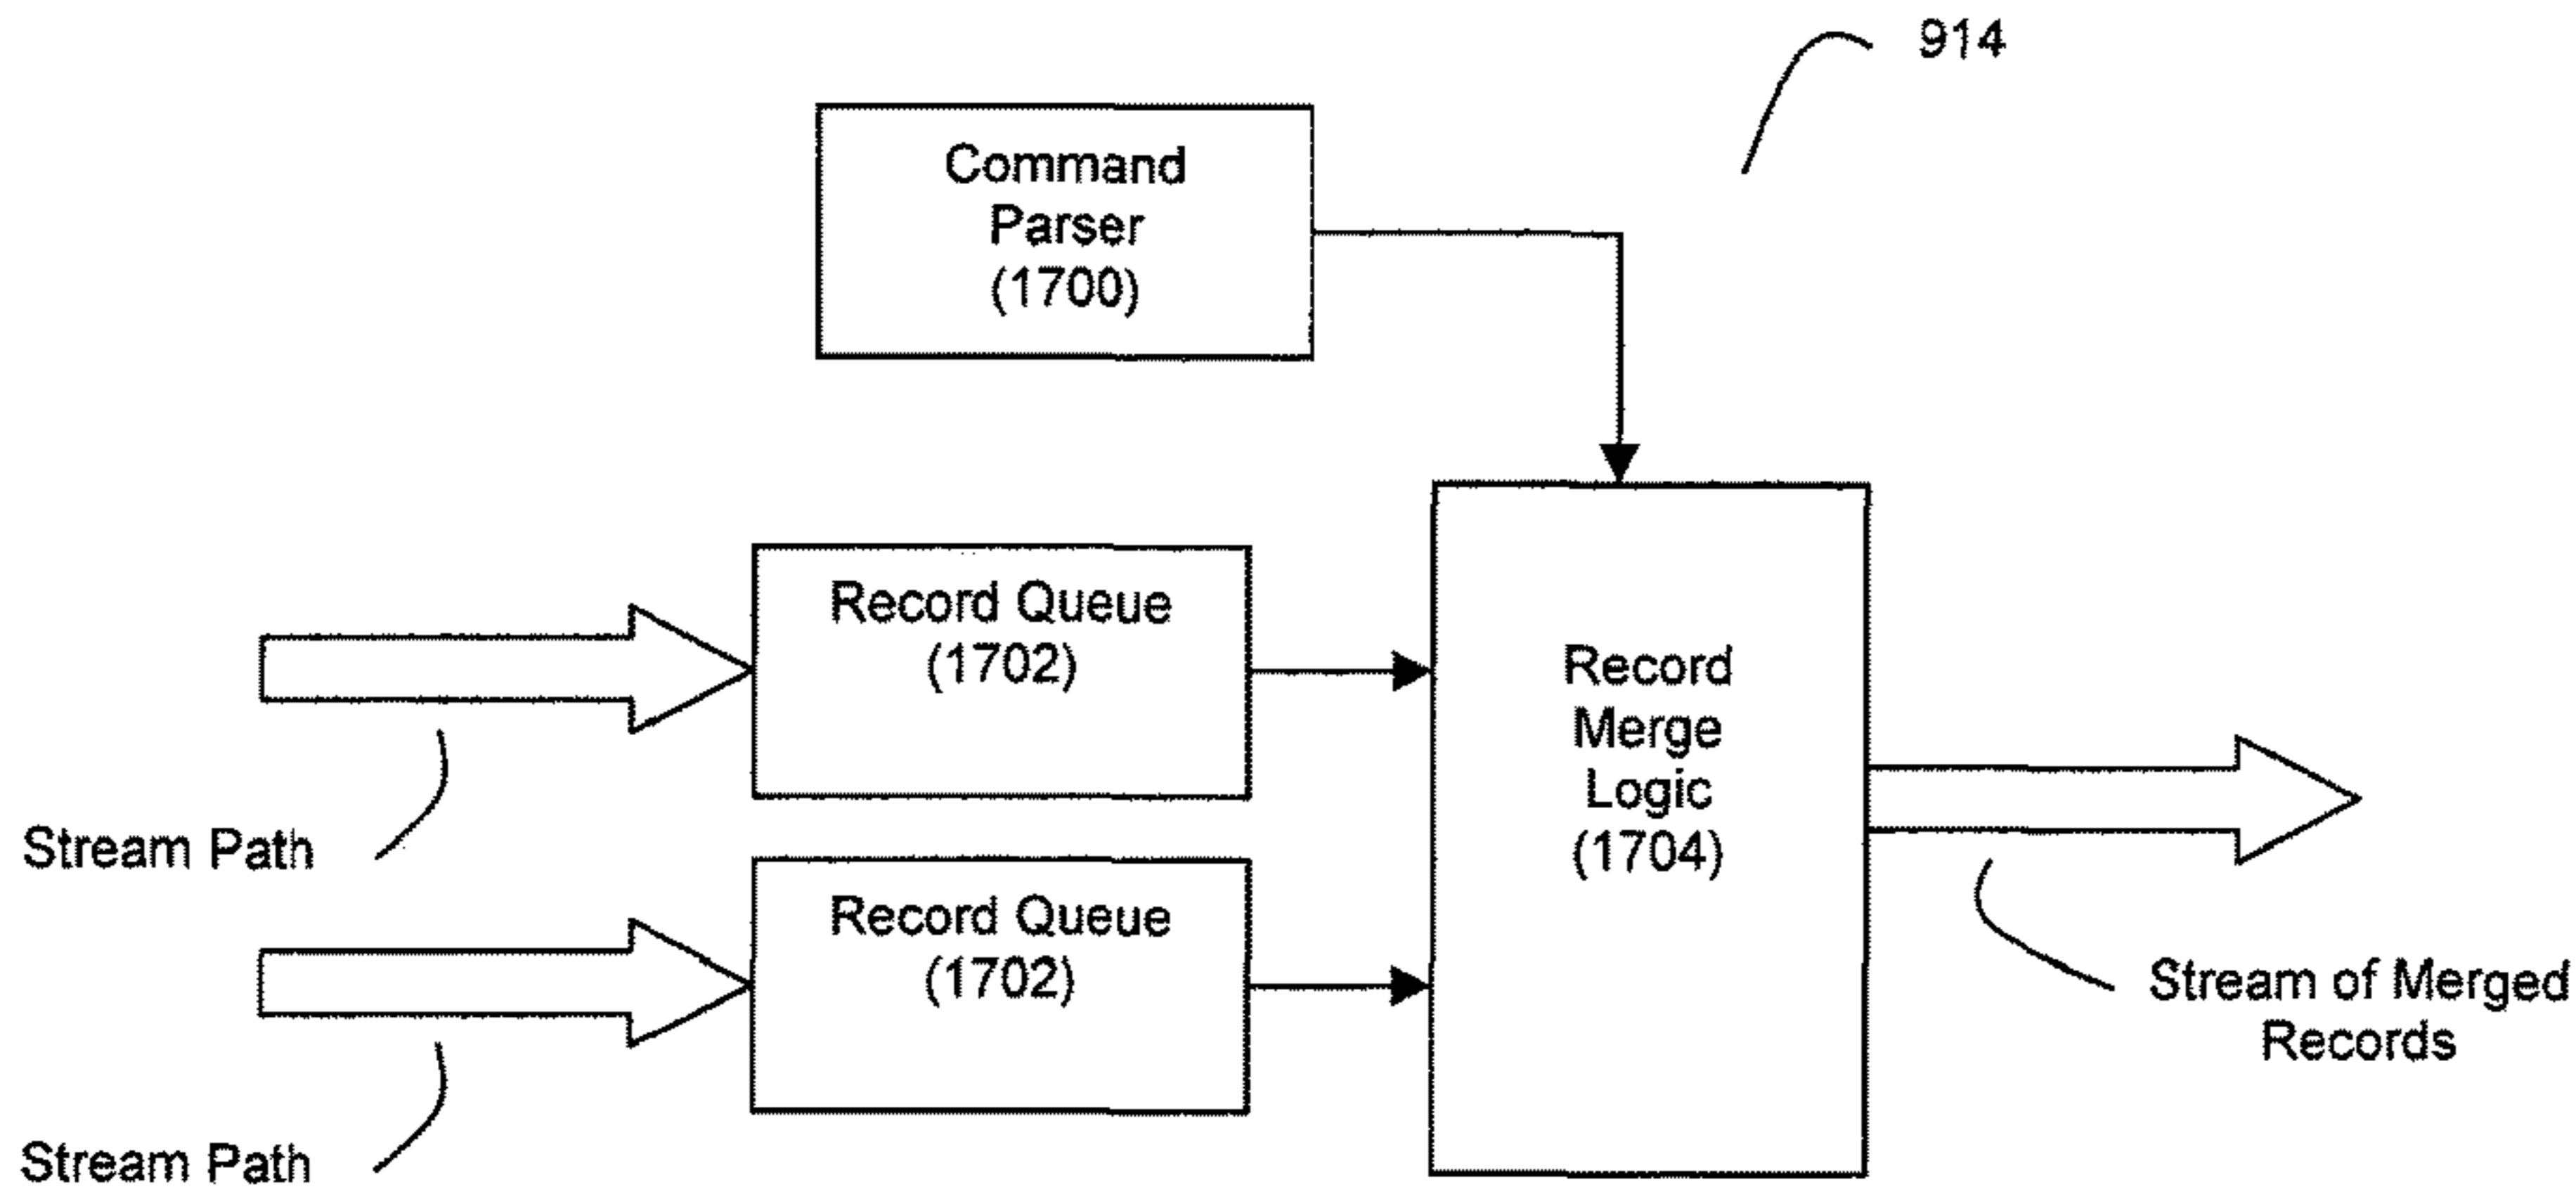 914
Command
Parser
(1700)
Record Queue
(1702)
Stream Path
Record Queue
(1702)
Stream Path
Record
Merge
Logic
(1704)
Stream of Merged
Records